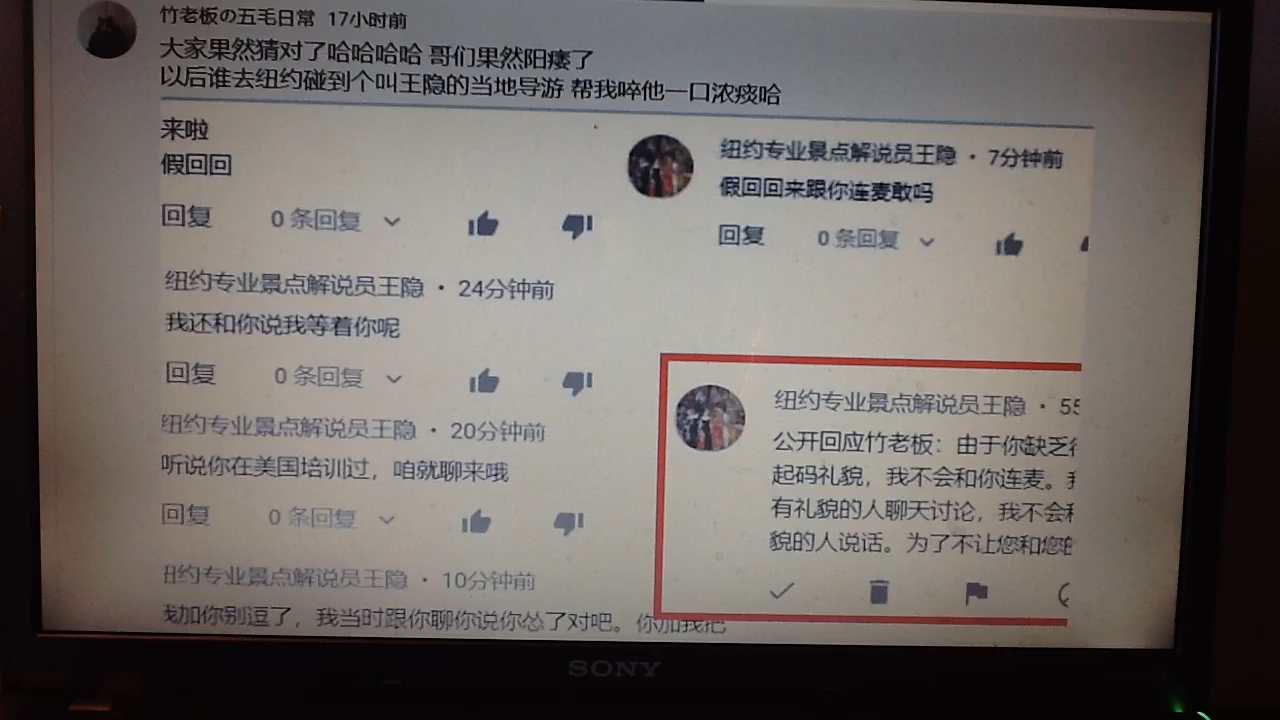 竹老板の五毛日常 17小时前
大家果然猜对了哈哈哈哈 哥们果然阳痿了
以后谁去纽约碰到个叫王隐的当地导游 帮我啐他一口浓痰哈
来啦
假回回
回复 0 条回复
纽约专业景点解说员王隐 · 24分钟前
我还和你说我等着你呢
回复 0 条回复
纽约专业景点解说员王隐 · 20分钟前
听说你在美国培训过，咱就聊来哦
回复 0 条回复
纽约专业景点解说员王隐 · 10分钟前
我加你别逗了，我当时跟你聊你说你怂了对吧。你加我把
纽约专业景点解说员王隐 · 7分钟前
假回回来跟你连麦敢吗
回复 0 条回复
纽约专业景点解说员王隐 · 55
公开回应竹老板：由于你缺乏
起码礼貌，我不会和你连麦。
有礼貌的人聊天讨论，我不会
貌的人说话。为了不让您和您
SONY